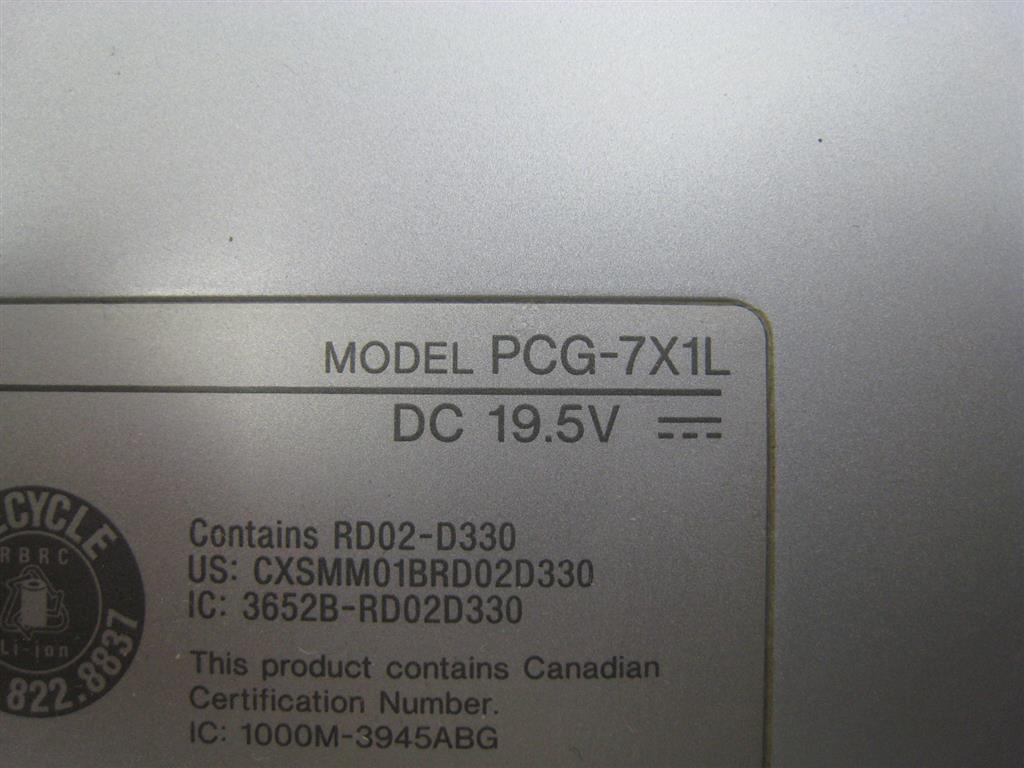 MODEL PCG-7X1L
DC 19.5V
Contains RD02-D330
US: CXSMM01BRD02D330
IC: 3652B-RD02D330
This product contains Canadian
Certification Number.
IC: 1000M-3945ABG
RBRC
Li-ion
822.8837